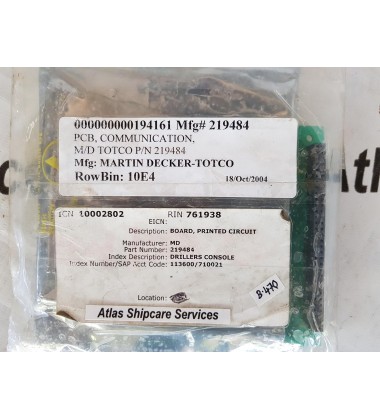 000000000194161 Mfg# 219484
PCB, COMMUNICATION,
M/D TOTCO P/N 219484
Mfg: MARTIN DECKER-TOTCO
RowBin: 10E4
18/Oct/2004
ICN 10002802 RIN 761938
EICN:
Description: BOARD, PRINTED CIRCUIT
Manufacturer: MD
Part Number: 219484
Index Description: DRILLERS CONSOLE
Index Number/SAP Acct Code: 113600/710021
Location:
B-470
Atlas Shipcare Services
Atl